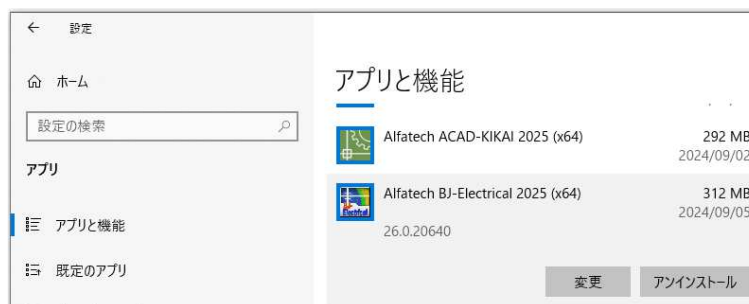 ← 設定
ホーム
設定の検索
アプリ
アプリと機能
既定のアプリ
アプリと機能
Alfatech ACAD-KIKAI 2025 (x64) 292 MB
2024/09/02
Alfatech BJ-Electrical 2025 (x64) 312 MB
2024/09/05
26.0.20640
変更 アンインストール